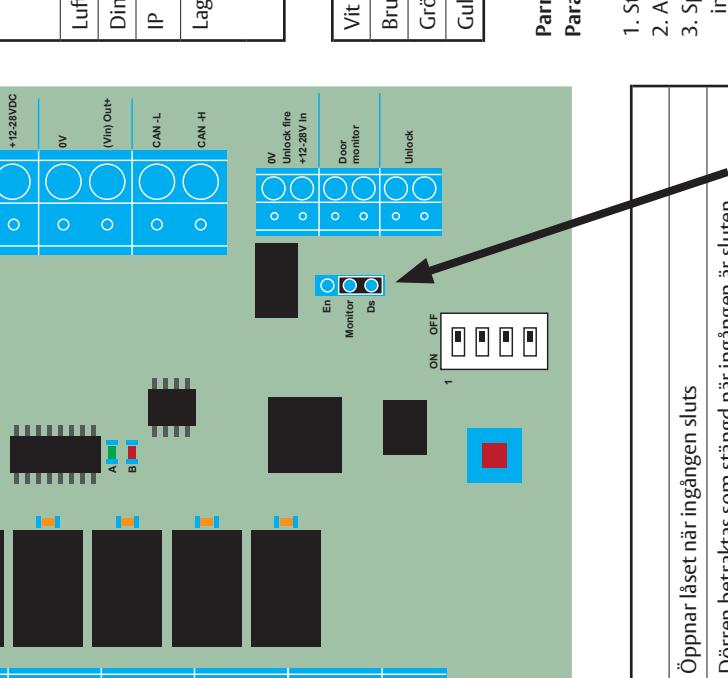 Luf
Din
IP
Lag
Vit
Bru
Grö
Gul
Parr
Para
1. St
2. A
3. Sp
in
+12-28VDC
0V
(Vin) Out+
CAN -L
CAN -H
0V
Unlock fire
+12-28V In
Door
monitor
Unlock
En
Monitor
Ds
ON OFF
1
A
B
Öppnar låset när ingången sluts
Dörren betraktas som stängd när ingången är sluten